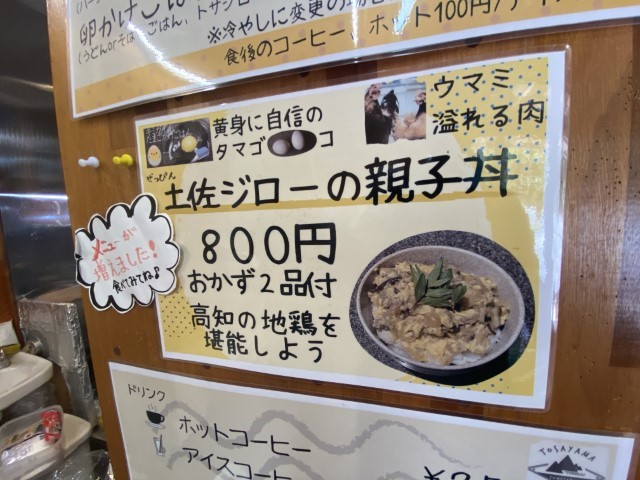 卵かけごはん
(うどんorそば、ごはん、
※冷やしに変更の場合
食後のコーヒー、ホット100円/アイス
黄身に自信の
タマゴ コ
ウマミ
溢れる肉
ぜっぴん
土佐ジローの親子丼
800円
おかず2品付
高知の地鶏を
堪能しよう
メニューが
増えました!
食べてみてね♪
ドリンク
ホットコーヒー
アイスコーヒー
TOSAYAMA